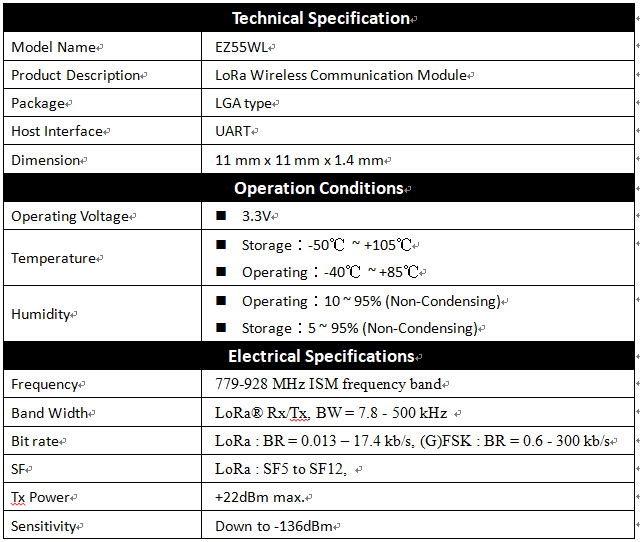 Technical Specification
Model Name EZ55WL
Product Description LoRa Wireless Communication Module
Package LGA type
Host Interface UART
Dimension 11 mm x 11 mm x 1.4 mm
Operation Conditions
Operating Voltage ■ 3.3V
Temperature ■ Storage：-50℃ ~ +105℃
■ Operating：-40℃ ~ +85℃
Humidity ■ Operating：10 ~ 95% (Non-Condensing)
■ Storage：5 ~ 95% (Non-Condensing)
Electrical Specifications
Frequency 779-928 MHz ISM frequency band
Band Width LoRa® Rx/Tx, BW = 7.8 - 500 kHz
Bit rate LoRa : BR = 0.013 – 17.4 kb/s, (G)FSK : BR = 0.6 - 300 kb/s
SF LoRa : SF5 to SF12,
Tx Power +22dBm max.
Sensitivity Down to -136dBm